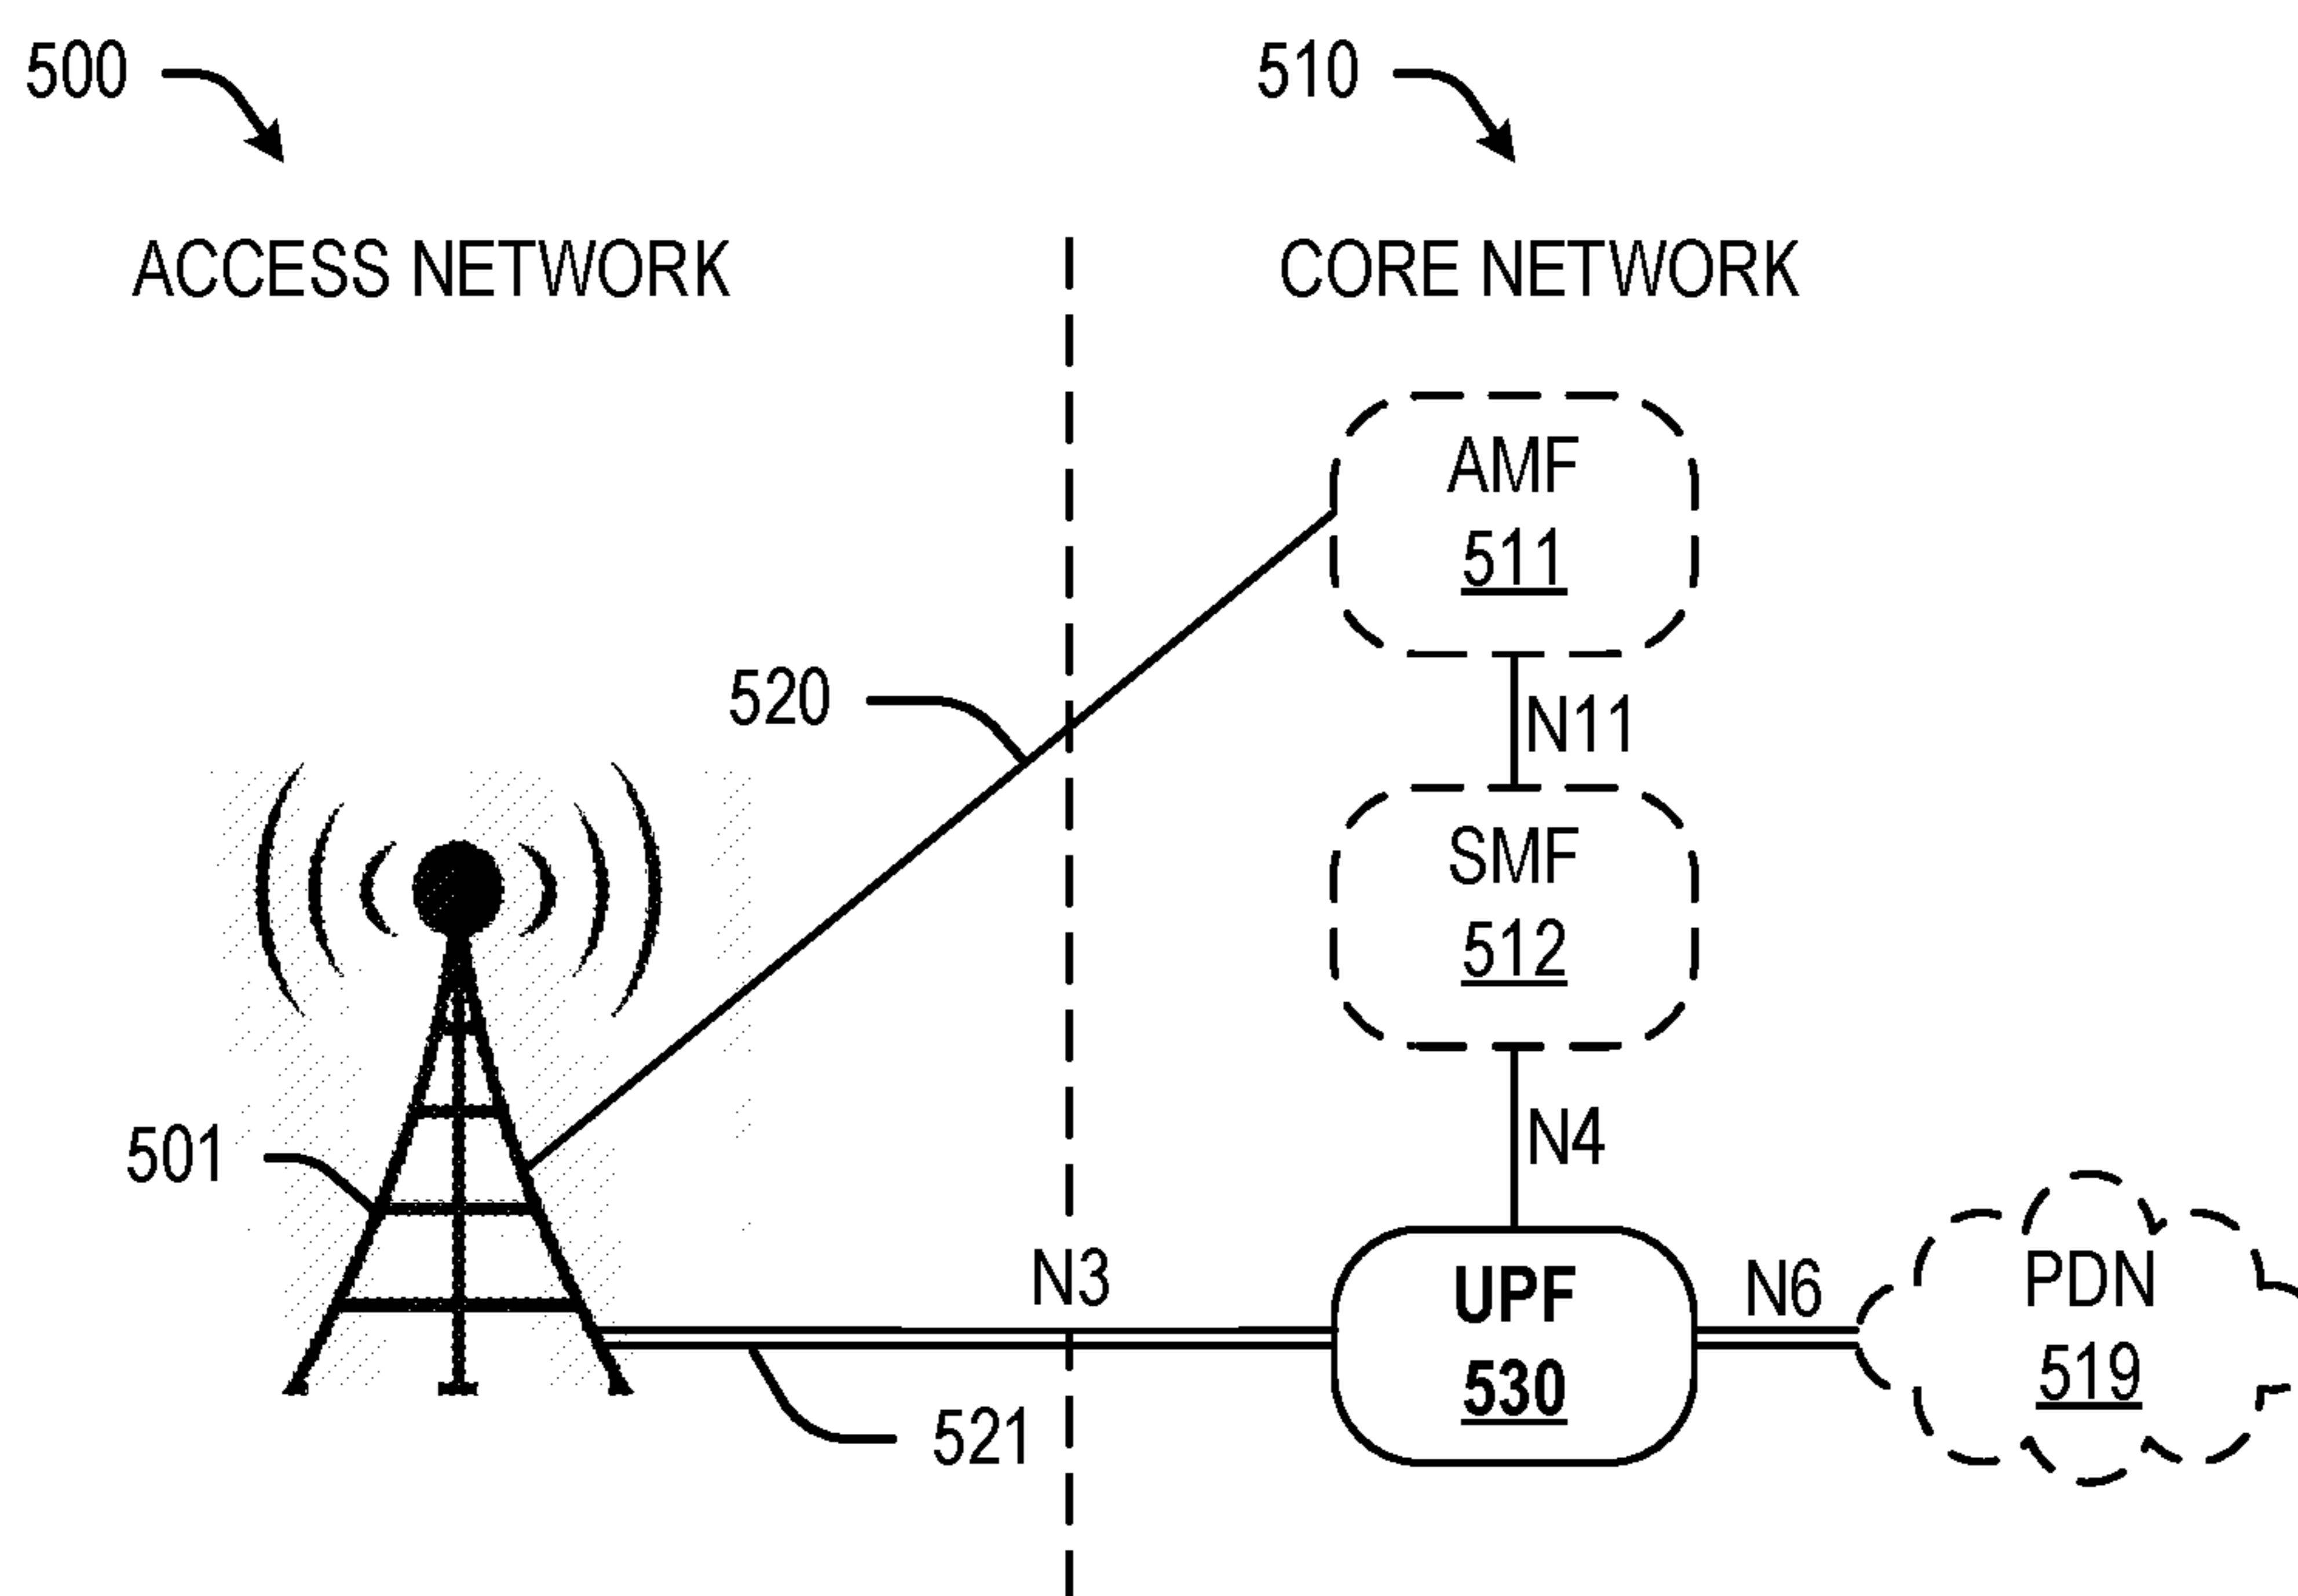 500
510
ACCESS NETWORK
CORE NETWORK
AMF
511
520
N11
SMF
512
501
N4
N3
UPF
530
N6
PDN
519
521